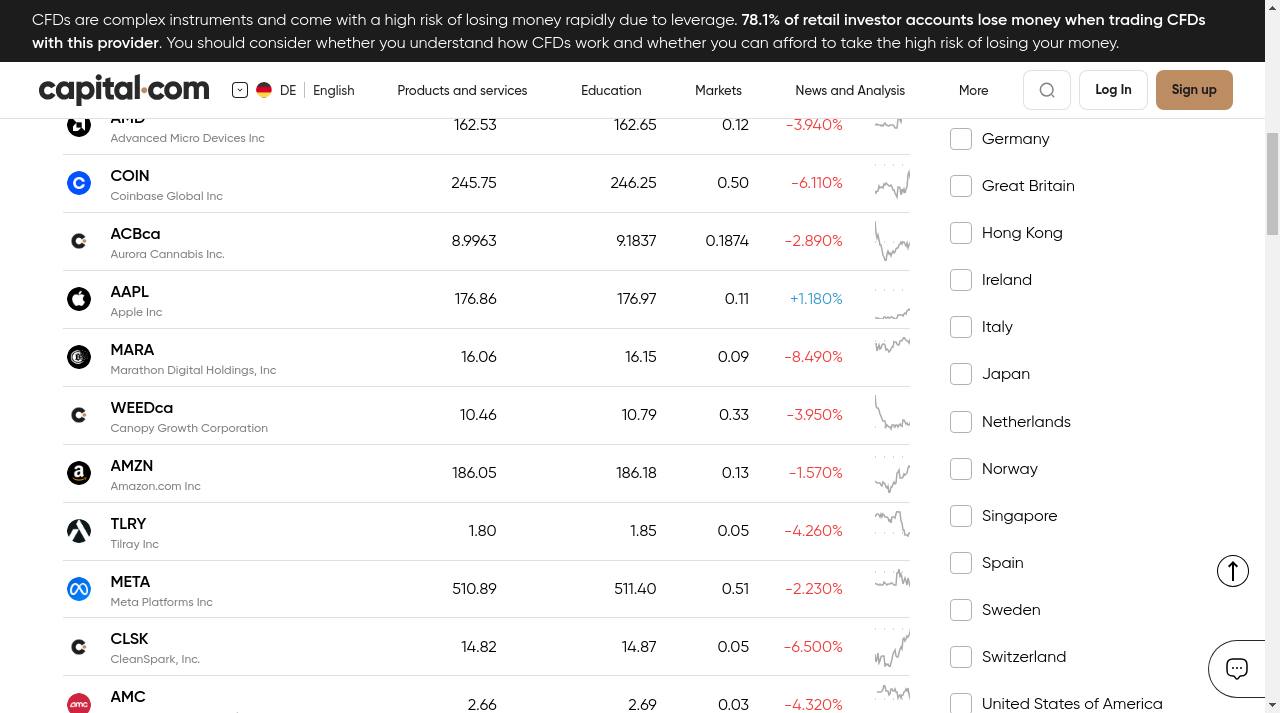 CFDs are complex instruments and come with a high risk of losing money rapidly due to leverage. 78.1% of retail investor accounts lose money when trading CFDs
with this provider. You should consider whether you understand how CFDs work and whether you can afford to take the high risk of losing your money.
capital.com DE English Products and services Education Markets News and Analysis More Log In Sign up
AMD 162.53 162.65 0.12 -3.940%
Advanced Micro Devices Inc
COIN 245.75 246.25 0.50 -6.110%
Coinbase Global Inc
ACBca 8.9963 9.1837 0.1874 -2.890%
Aurora Cannabis Inc.
AAPL 176.86 176.97 0.11 +1.180%
Apple Inc
MARA 16.06 16.15 0.09 -8.490%
Marathon Digital Holdings, Inc
WEEDca 10.46 10.79 0.33 -3.950%
Canopy Growth Corporation
AMZN 186.05 186.18 0.13 -1.570%
Amazon.com Inc
TLRY 1.80 1.85 0.05 -4.260%
Tilray Inc
META 510.89 511.40 0.51 -2.230%
Meta Platforms Inc
CLSK 14.82 14.87 0.05 -6.500%
CleanSpark, Inc.
AMC 2.66 2.69 0.03 -4.320%
Germany
Great Britain
Hong Kong
Ireland
Italy
Japan
Netherlands
Norway
Singapore
Spain
Sweden
Switzerland
United States of America